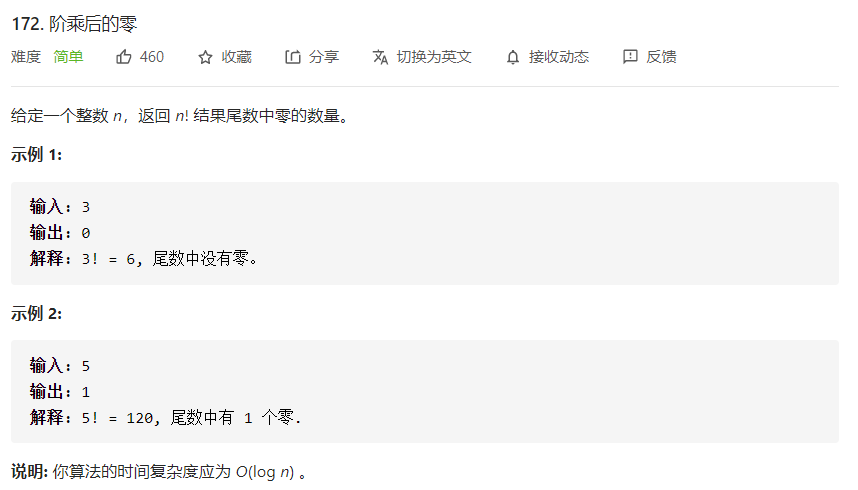 172. 阶乘后的零
难度 简单 460 收藏 分享 切换为英文 接收动态 反馈
给定一个整数 n，返回 n! 结果尾数中零的数量。
示例 1:
输入: 3
输出: 0
解释: 3! = 6, 尾数中没有零。
示例 2:
输入: 5
输出: 1
解释: 5! = 120, 尾数中有 1 个零.
说明: 你算法的时间复杂度应为 O(log n) 。